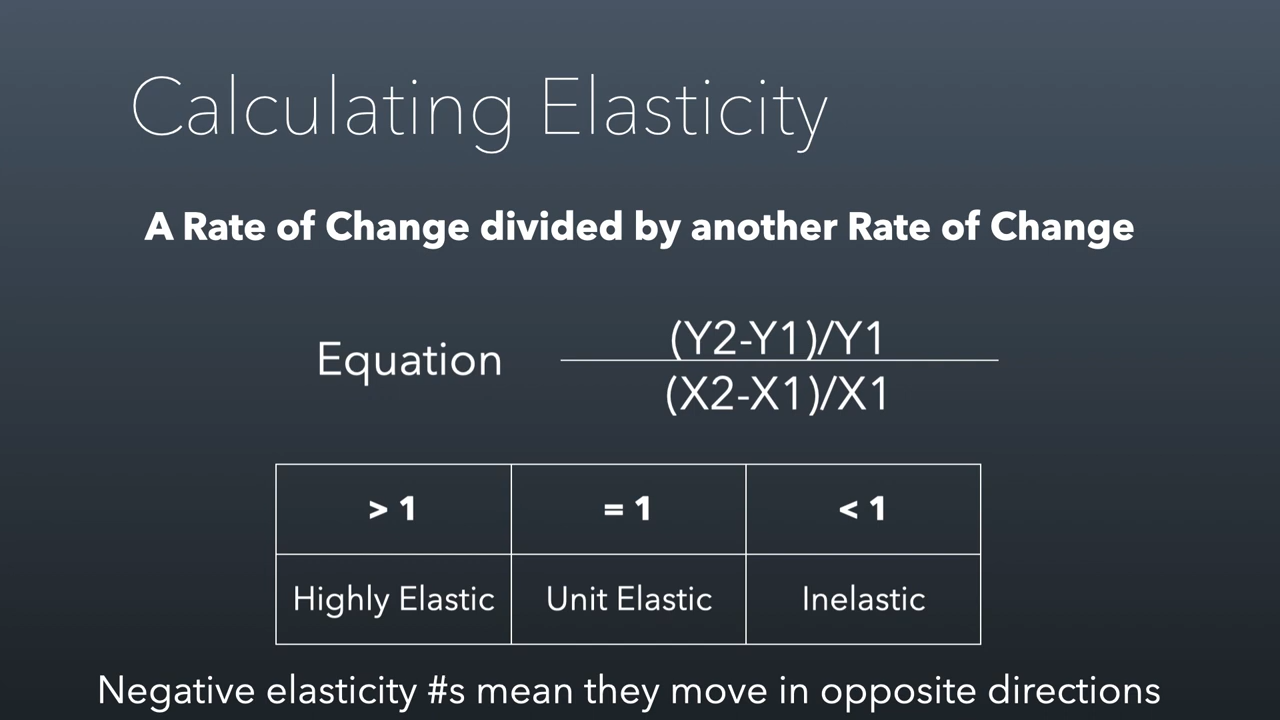 Calculating Elasticity
A Rate of Change divided by another Rate of Change
Equation
(Y2-Y1)/Y1
(X2-X1)/X1
> 1 = 1 < 1
Highly Elastic Unit Elastic Inelastic
Negative elasticity #s mean they move in opposite directions